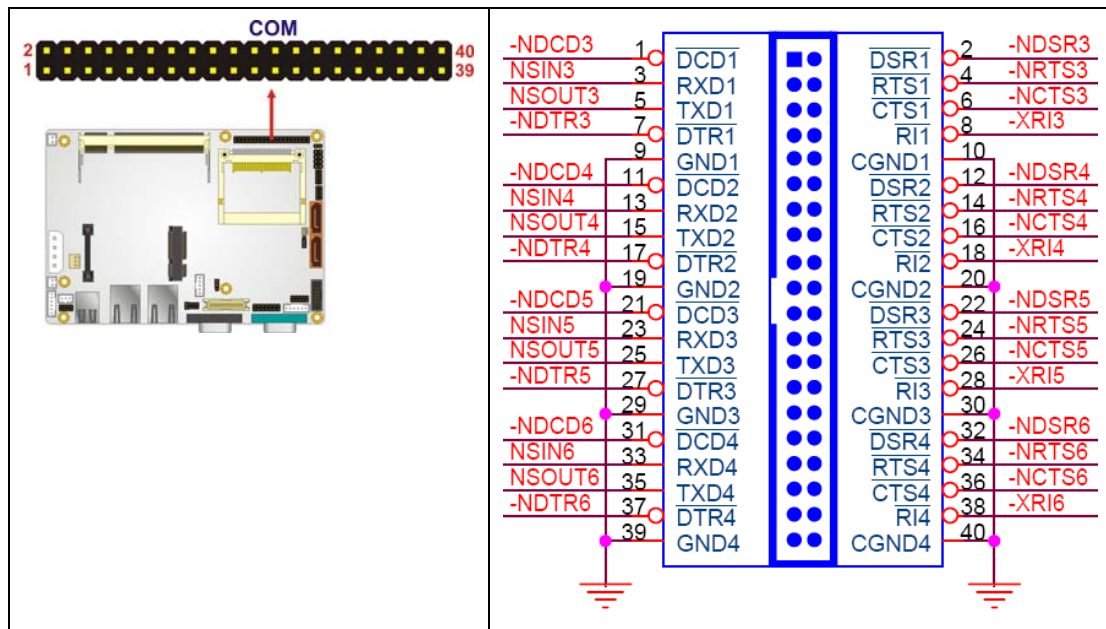 COM
2 40
1 39
-NDCD3 1 DCD1 DSR1 2 -NDSR3
NSIN3 3 RXD1 RTS1 4 -NRTS3
NSOUT3 5 TXD1 CTS1 6 -NCTS3
-NDTR3 7 DTR1 RI1 8 -XRI3
9 GND1 CGND1 10
-NDCD4 11 DCD2 DSR2 12 -NDSR4
NSIN4 13 RXD2 RTS2 14 -NRTS4
NSOUT4 15 TXD2 CTS2 16 -NCTS4
-NDTR4 17 DTR2 RI2 18 -XRI4
19 GND2 CGND2 20
-NDCD5 21 DCD3 DSR3 22 -NDSR5
NSIN5 23 RXD3 RTS3 24 -NRTS5
NSOUT5 25 TXD3 CTS3 26 -NCTS5
-NDTR5 27 DTR3 RI3 28 -XRI5
29 GND3 CGND3 30
-NDCD6 31 DCD4 DSR4 32 -NDSR6
NSIN6 33 RXD4 RTS4 34 -NRTS6
NSOUT6 35 TXD4 CTS4 36 -NCTS6
-NDTR6 37 DTR4 RI4 38 -XRI6
39 GND4 CGND4 40